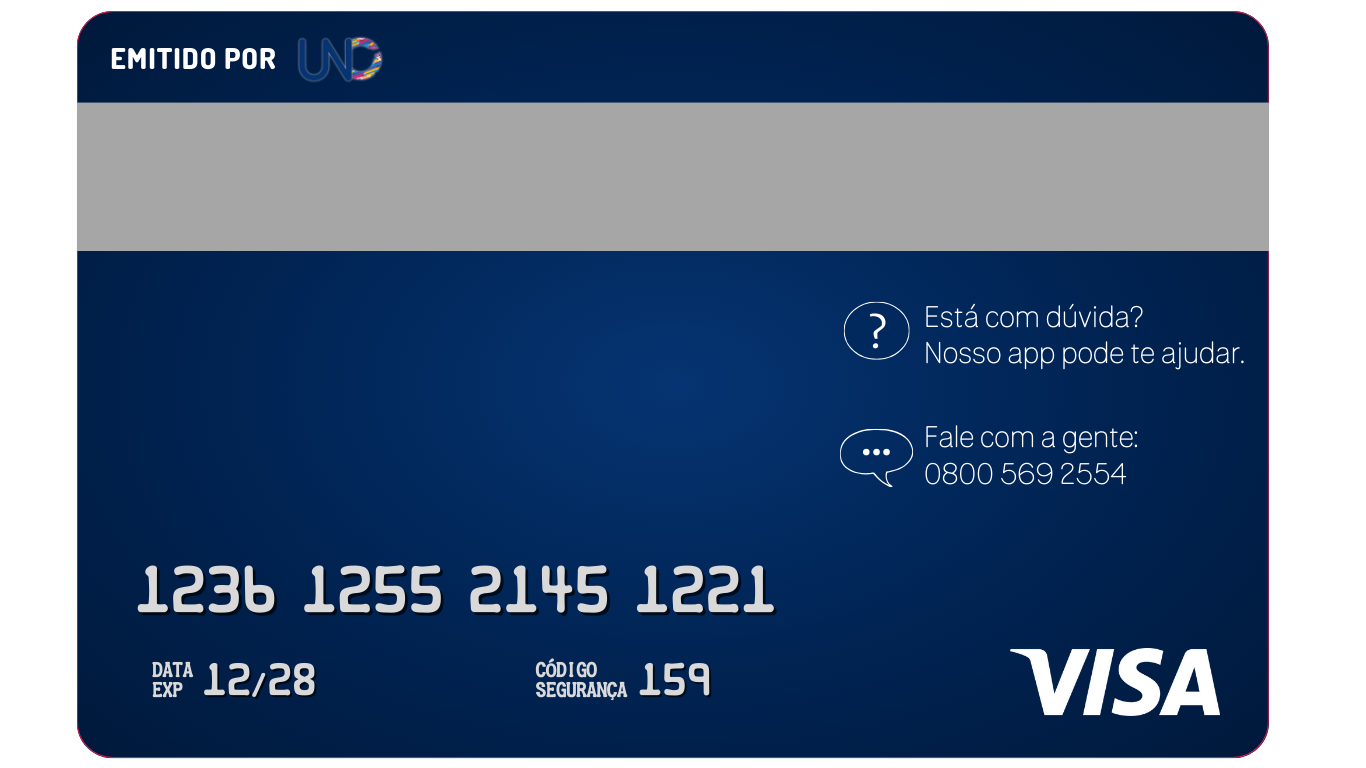 EMITIDO POR UNO
Está com dúvida?
Nosso app pode te ajudar.
Fale com a gente:
0800 569 2554
1236 1255 2145 1221
DATA EXP 12/28
CÓDIGO SEGURANÇA 159
VISA